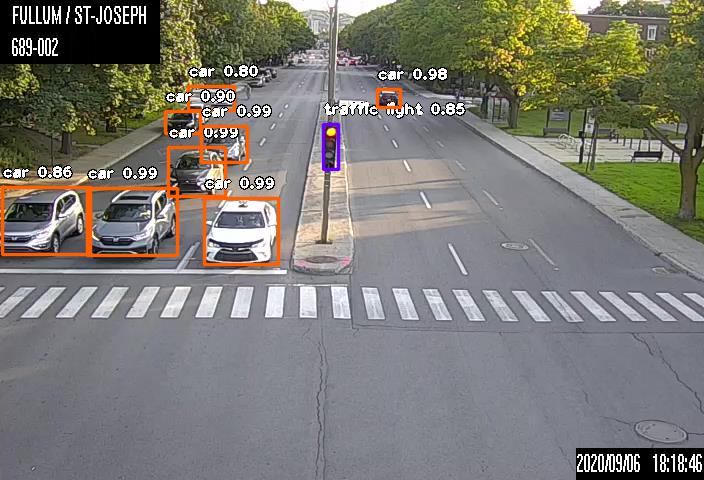 FULLUM / ST-JOSEPH
689-002
car 0.80
car 0.98
car 0.90
car 0.99
traffic light 0.85
car 0.99
car 0.86
car 0.99
car 0.99
2020/09/06 18:18:46